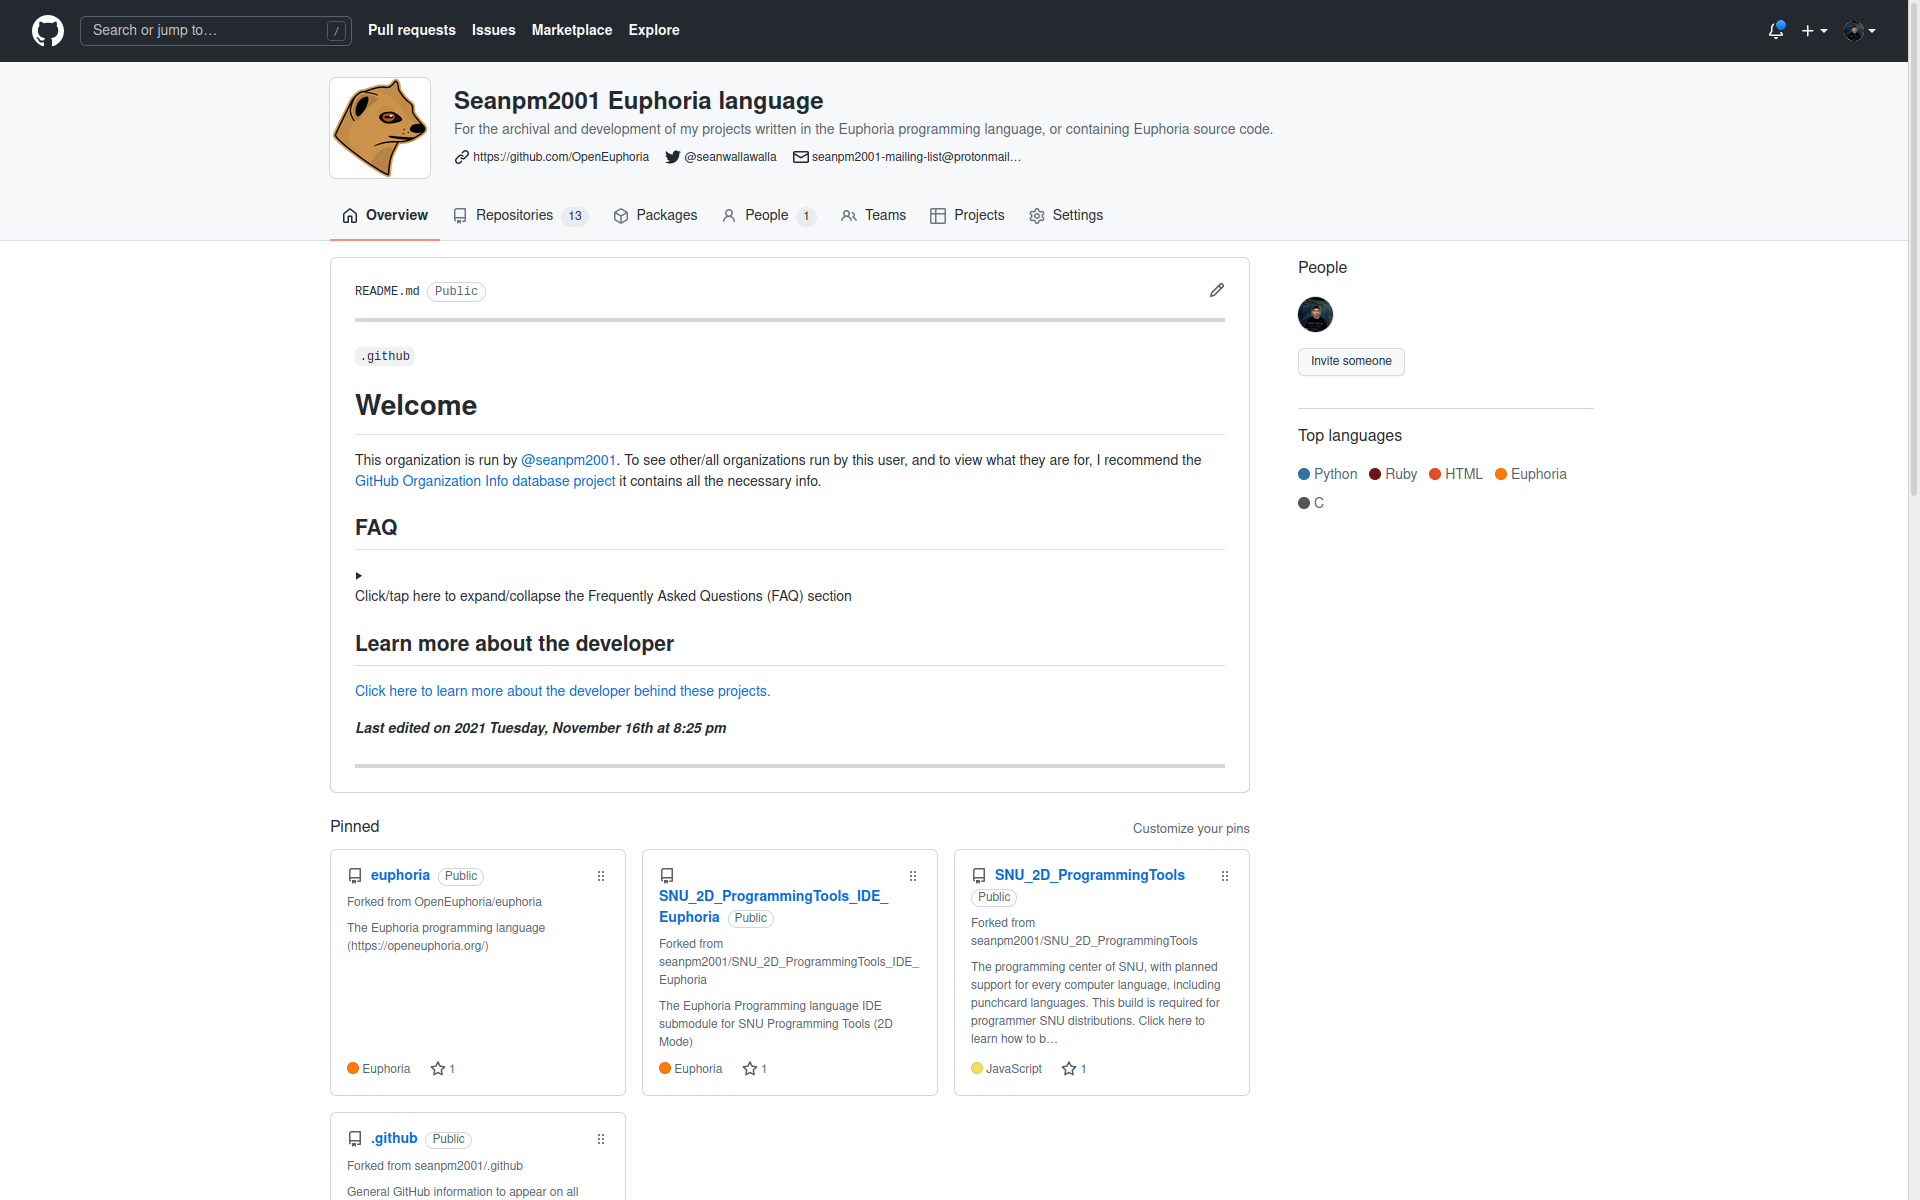 Search or jump to… /
Pull requests Issues Marketplace Explore
Seanpm2001 Euphoria language
For the archival and development of my projects written in the Euphoria programming language, or containing Euphoria source code.
https://github.com/OpenEuphoria @seanwallawalla seanpm2001-mailing-list@protonmail…
Overview Repositories 13 Packages People 1 Teams Projects Settings
README.md Public
.github
Welcome
This organization is run by @seanpm2001. To see other/all organizations run by this user, and to view what they are for, I recommend the
GitHub Organization Info database project it contains all the necessary info.
FAQ
Click/tap here to expand/collapse the Frequently Asked Questions (FAQ) section
Learn more about the developer
Click here to learn more about the developer behind these projects.
Last edited on 2021 Tuesday, November 16th at 8:25 pm
People
Invite someone
Top languages
Python Ruby HTML Euphoria
C
Pinned
Customize your pins
euphoria Public
Forked from OpenEuphoria/euphoria
The Euphoria programming language
(https://openeuphoria.org/)
Euphoria 1
SNU_2D_ProgrammingTools_IDE_
Euphoria Public
Forked from
seanpm2001/SNU_2D_ProgrammingTools_IDE_
Euphoria
The Euphoria Programming language IDE
submodule for SNU Programming Tools (2D
Mode)
Euphoria 1
SNU_2D_ProgrammingTools
Public
Forked from
seanpm2001/SNU_2D_ProgrammingTools
The programming center of SNU, with planned
support for every computer language, including
punchcard languages. This build is required for
programmer SNU distributions. Click here to
learn how to b…
JavaScript 1
.github Public
Forked from seanpm2001/.github
General GitHub information to appear on all